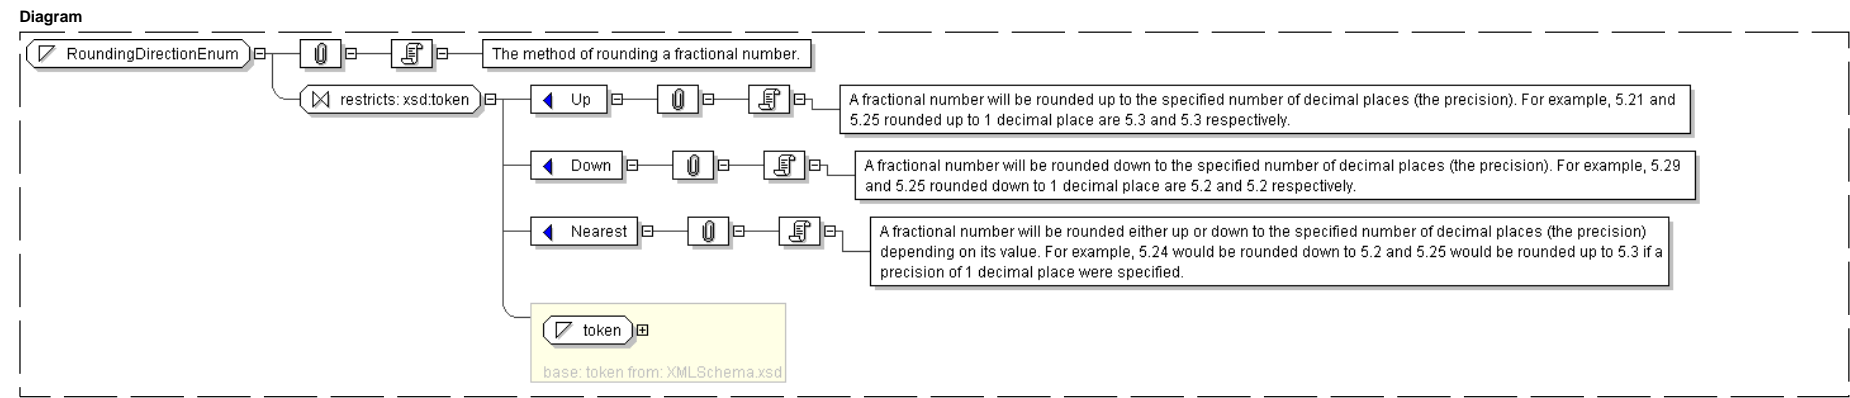 Diagram
RoundingDirectionEnum
The method of rounding a fractional number.
restricts: xsd:token
Up
A fractional number will be rounded up to the specified number of decimal places (the precision). For example, 5.21 and
5.25 rounded up to 1 decimal place are 5.3 and 5.3 respectively.
Down
A fractional number will be rounded down to the specified number of decimal places (the precision). For example, 5.29
and 5.25 rounded down to 1 decimal place are 5.2 and 5.2 respectively.
Nearest
A fractional number will be rounded either up or down to the specified number of decimal places (the precision)
depending on its value. For example, 5.24 would be rounded down to 5.2 and 5.25 would be rounded up to 5.3 if a
precision of 1 decimal place were specified.
token
base: token from: XMLSchema.xsd